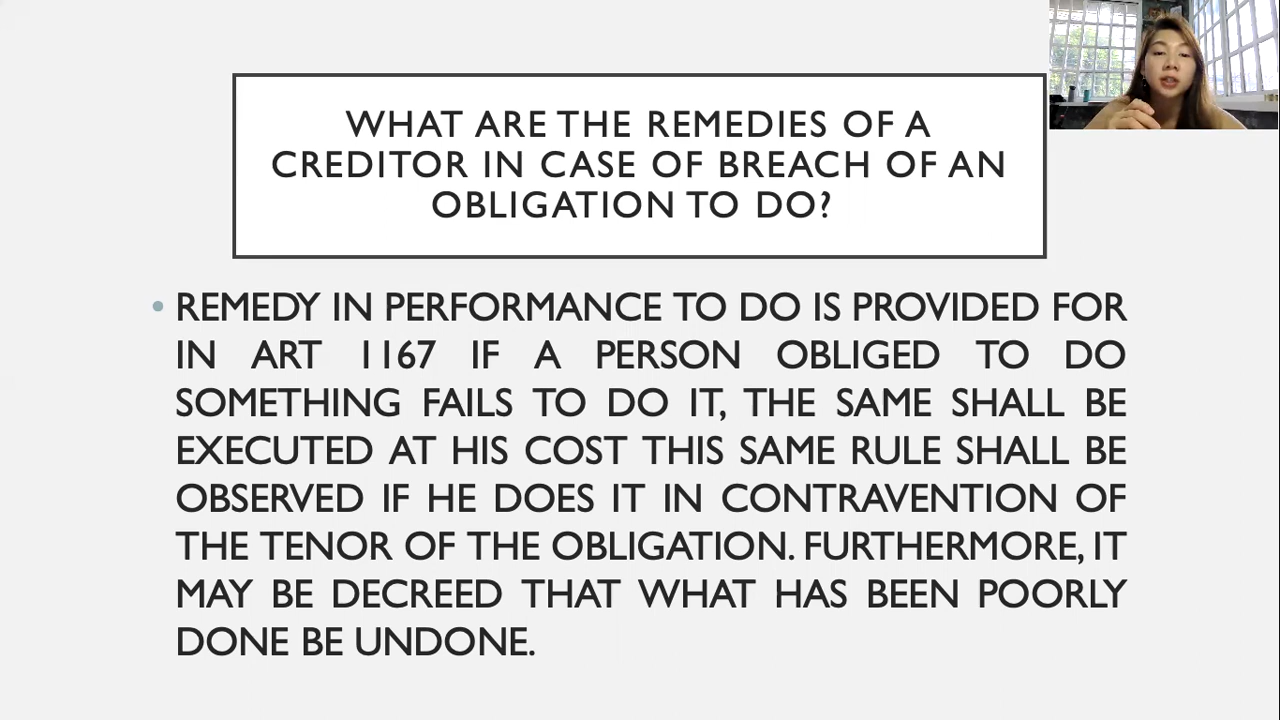 WHAT ARE THE REMEDIES OF A
CREDITOR IN CASE OF BREACH OF AN
OBLIGATION TO DO?
• REMEDY IN PERFORMANCE TO DO IS PROVIDED FOR
IN ART 1167 IF A PERSON OBLIGED TO DO
SOMETHING FAILS TO DO IT, THE SAME SHALL BE
EXECUTED AT HIS COST THIS SAME RULE SHALL BE
OBSERVED IF HE DOES IT IN CONTRAVENTION OF
THE TENOR OF THE OBLIGATION. FURTHERMORE, IT
MAY BE DECREED THAT WHAT HAS BEEN POORLY
DONE BE UNDONE.